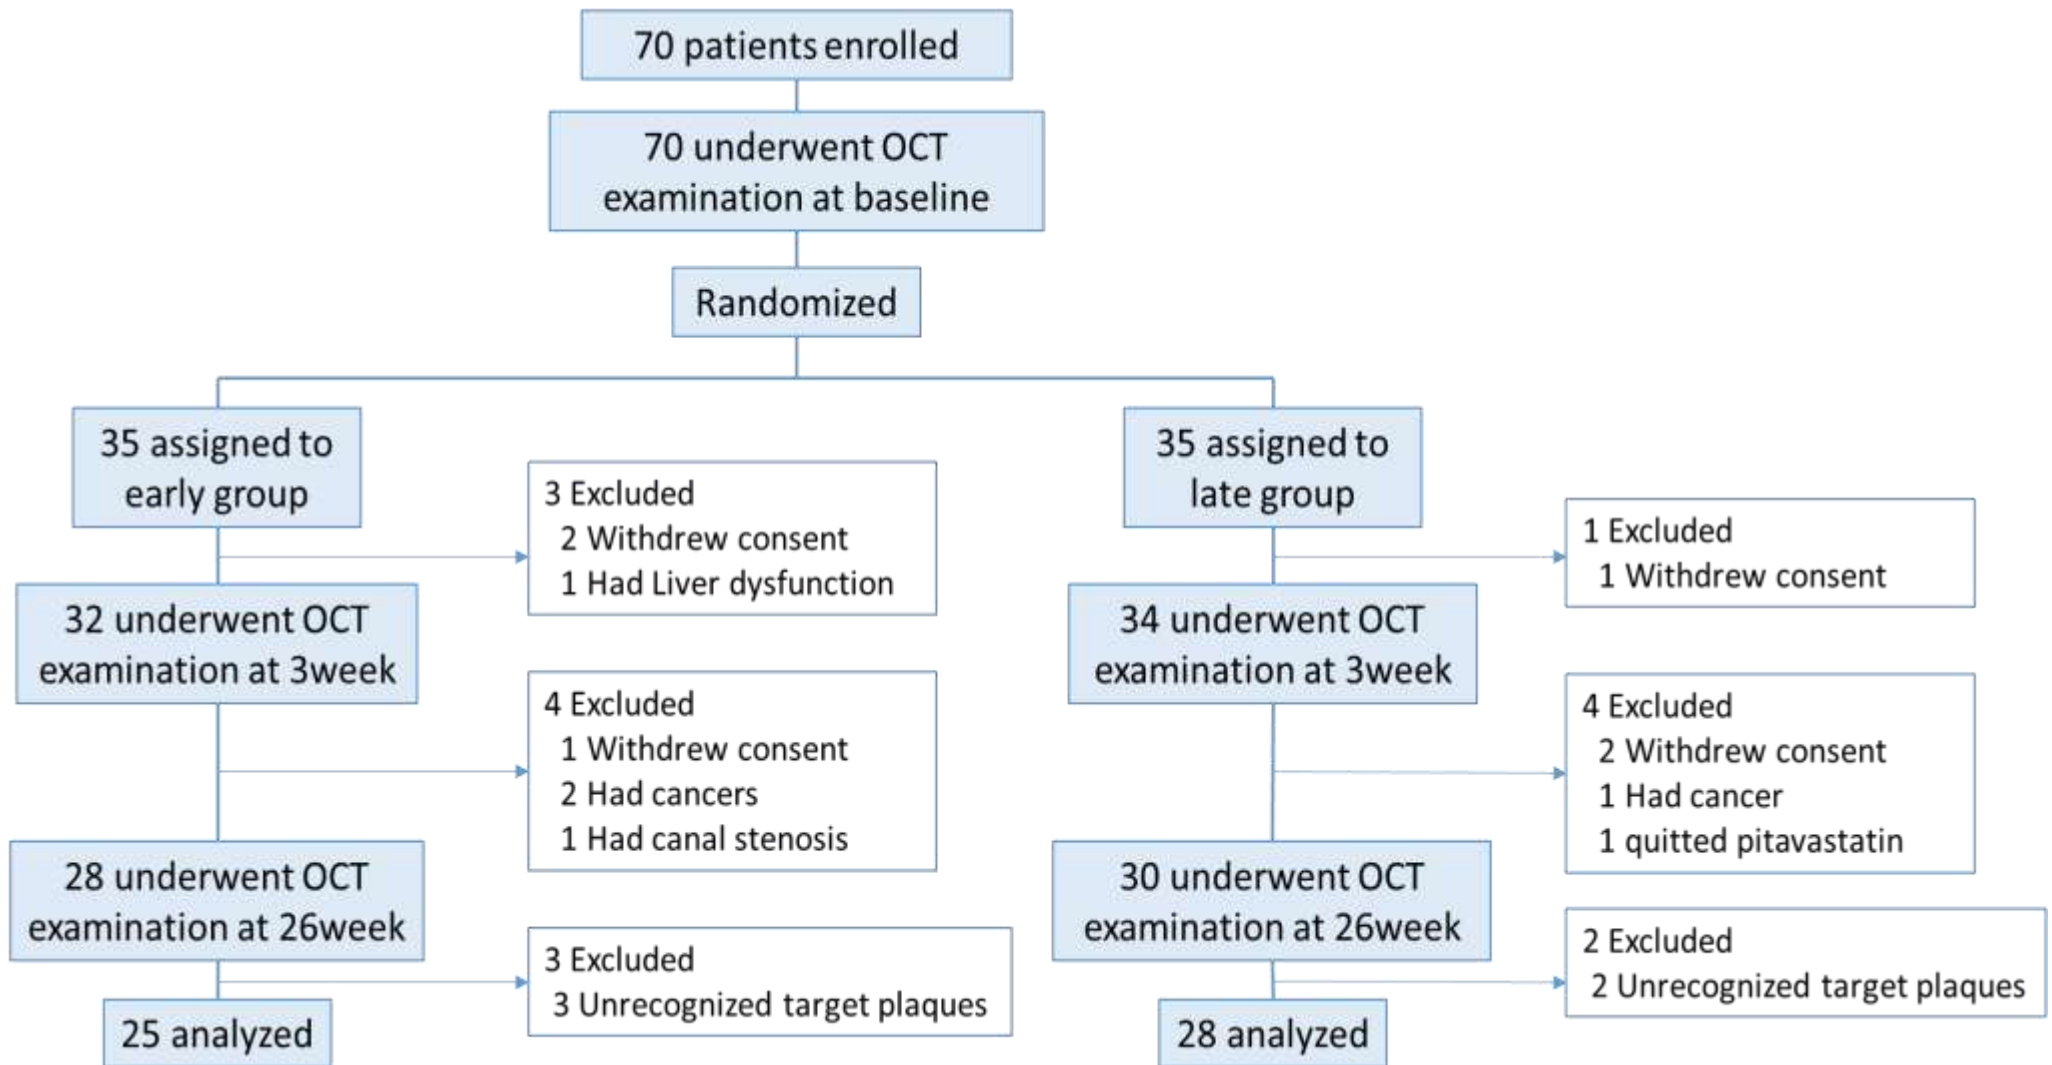 70 patients enrolled
70 underwent OCT
examination at baseline
Randomized
35 assigned to
early group
3 Excluded
2 Withdrew consent
1 Had Liver dysfunction
32 underwent OCT
examination at 3week
4 Excluded
1 Withdrew consent
2 Had cancers
1 Had canal stenosis
28 underwent OCT
examination at 26week
3 Excluded
3 Unrecognized target plaques
25 analyzed
35 assigned to
late group
1 Excluded
1 Withdrew consent
34 underwent OCT
examination at 3week
4 Excluded
2 Withdrew consent
1 Had cancer
1 quitted pitavastatin
30 underwent OCT
examination at 26week
2 Excluded
2 Unrecognized target plaques
28 analyzed